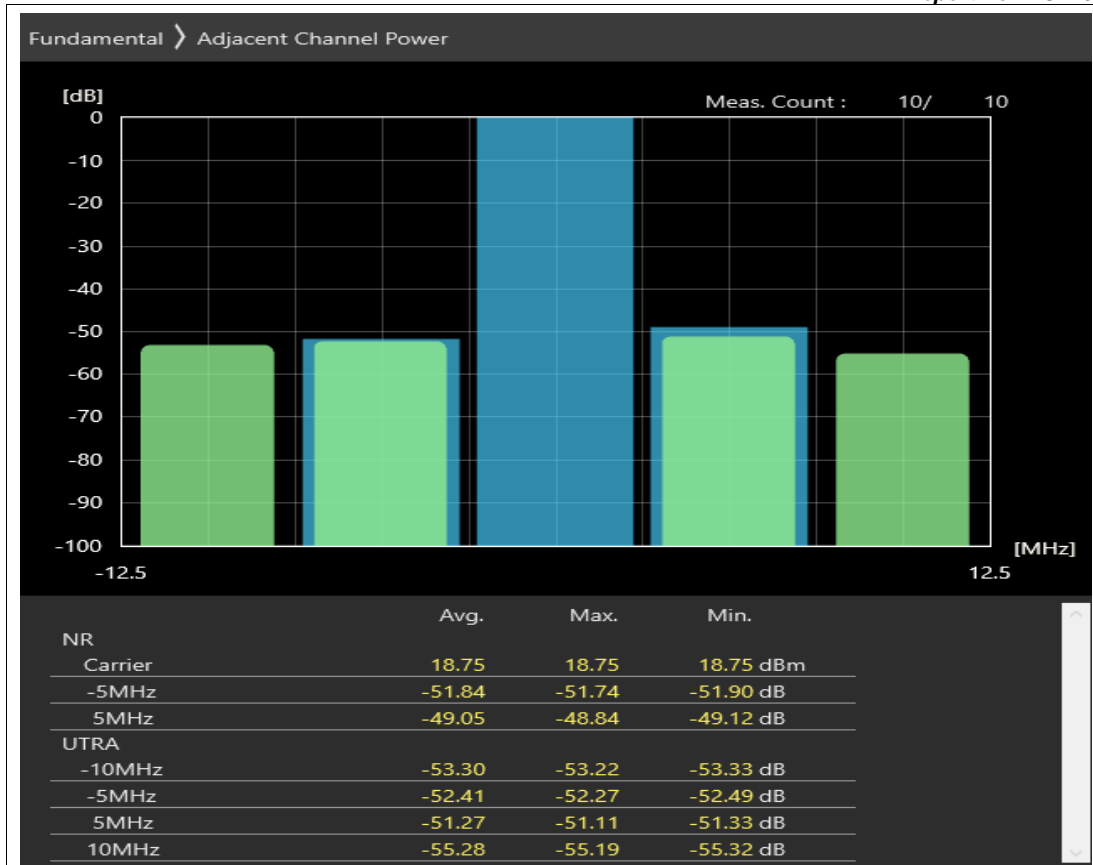 Fundamental ❯ Adjacent Channel Power
[dB]
Meas. Count : 10/ 10
0
-10
-20
-30
-40
-50
-60
-70
-80
-90
-100
[MHz]
-12.5 12.5
Avg. Max. Min.
NR
Carrier 18.75 18.75 18.75 dBm
-5MHz -51.84 -51.74 -51.90 dB
5MHz -49.05 -48.84 -49.12 dB
UTRA
-10MHz -53.30 -53.22 -53.33 dB
-5MHz -52.41 -52.27 -52.49 dB
5MHz -51.27 -51.11 -51.33 dB
10MHz -55.28 -55.19 -55.32 dB